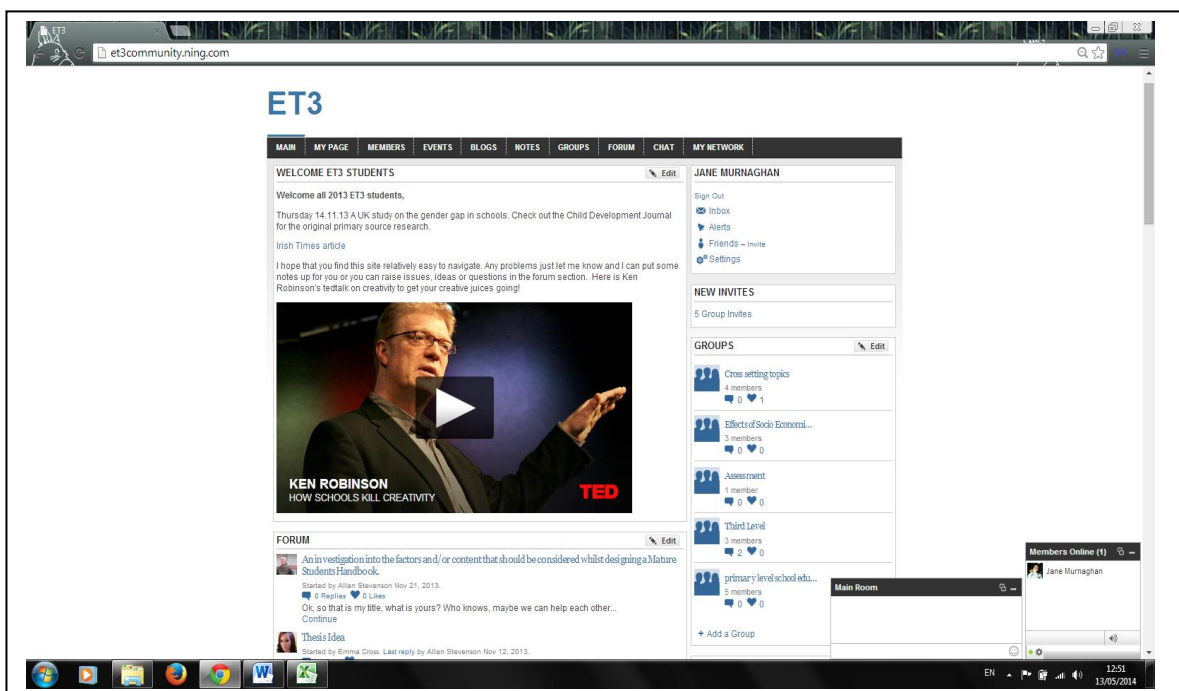 ET3
et3community.ning.com
ET3
MAIN MY PAGE MEMBERS EVENTS BLOGS NOTES GROUPS FORUM CHAT MY NETWORK
WELCOME ET3 STUDENTS
Edit
Welcome all 2013 ET3 students,
Thursday 14.11.13 A UK study on the gender gap in schools. Check out the Child Development Journal
for the original primary source research.
Irish Times article
I hope that you find this site relatively easy to navigate. Any problems just let me know and I can put some
notes up for you or you can raise issues, ideas or questions in the forum section. Here is Ken
Robinson's tedtalk on creativity to get your creative juices going!
KEN ROBINSON
HOW SCHOOLS KILL CREATIVITY
TED
FORUM
Edit
An investigation into the factors and/or content that should be considered whilst designing a Mature
Students Handbook.
Started by Allan Stevenson Nov 21, 2013.
0 Replies 0 Likes
Ok, so that is my title, what is yours? Who knows, maybe we can help each other...
Continue
Thesis Idea
Started by Emma Cross. Last reply by Allan Stevenson Nov 12, 2013.
JANE MURNAGHAN
Sign Out
Inbox
Alerts
Friends – Invite
Settings
NEW INVITES
5 Group Invites
GROUPS
Edit
Cross setting topics
4 members
0 1
Effects of Socio Economi...
3 members
0 0
Assessment
1 member
0 0
Third Level
3 members
2 0
primary level school edu...
5 members
0 0
+ Add a Group
Main Room
Members Online (1)
Jane Murnaghan
EN
12:51
13/05/2014